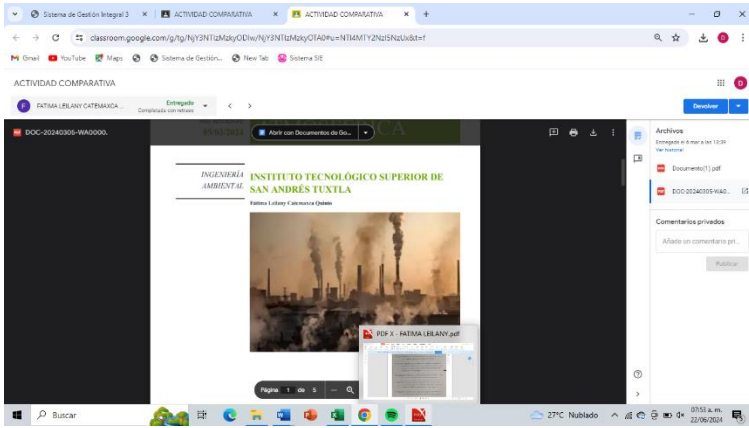 Sistema de Gestión Integral 3
ACTIVIDAD COMPARATIVA
ACTIVIDAD COMPARATIVA
classroom.google.com/g/tg/
Gmail
YouTube
Maps
Sistema de Gestión...
New Tab
Sistema SIE
ACTIVIDAD COMPARATIVA
D
F
FATIMA LEILANY CATEMAXCA ...
Entregado
Completado con retraso
Devolver
DOC-20240305-WA0000.
05/03/2024
Abrir con Documentos de Go...
INGENIERÍA
AMBIENTAL
INSTITUTO TECNOLÓGICO SUPERIOR DE
SAN ANDRÉS TUXTLA
Fatima Leilany Catemaxca Quinto
PDF X - FATIMA LEILANY.pdf
Página 1 de 5
Archivos
Entregado el 6 mar a las 13:39
Ver historial
Documento(1).pdf
DOC-20240305-WA0...
Comentarios privados
Añade un comentario pri...
Publicar
Buscar
27°C Nublado
07:53 a. m.
22/06/2024